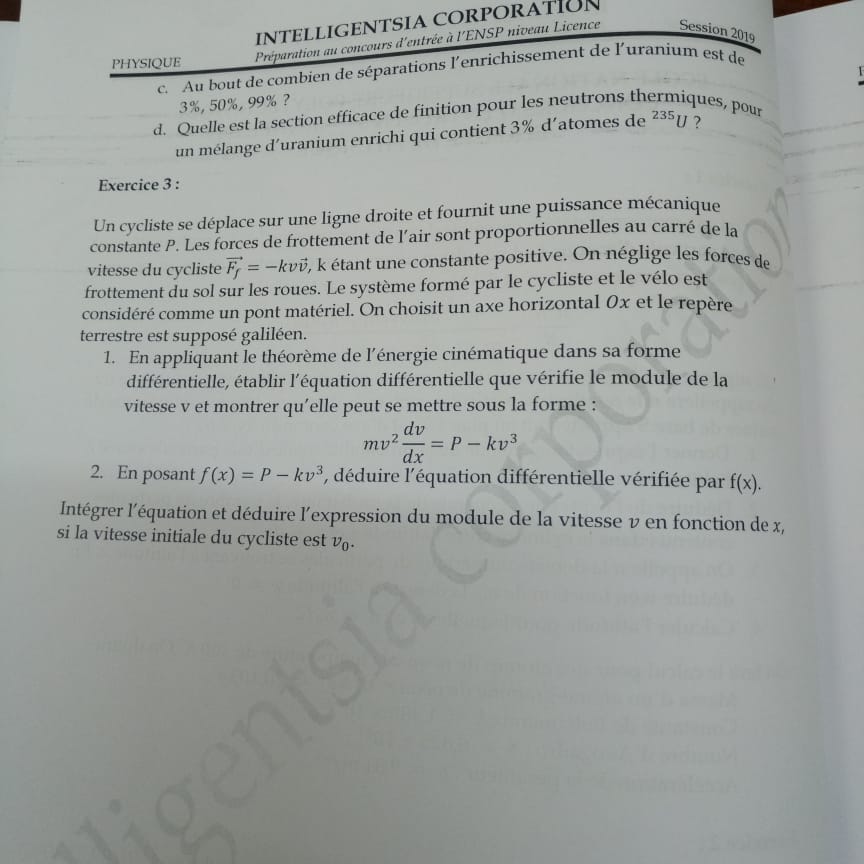 INTELLIGENTSIA CORPORATION
Préparation au concours d'entrée à l'ENSP niveau Licence
Session 2019
PHYSIQUE
c. Au bout de combien de séparations l'enrichissement de l'uranium est de
3%, 50%, 99% ?
d. Quelle est la section efficace de finition pour les neutrons thermiques, pour
un mélange d'uranium enrichi qui contient 3% d'atomes de ²³⁵U ?
Exercice 3 :
Un cycliste se déplace sur une ligne droite et fournit une puissance mécanique
constante P. Les forces de frottement de l'air sont proportionnelles au carré de la
vitesse du cycliste $\vec{F_f} = -kv\vec{v}$, k étant une constante positive. On néglige les forces de
frottement du sol sur les roues. Le système formé par le cycliste et le vélo est
considéré comme un pont matériel. On choisit un axe horizontal Ox et le repère
terrestre est supposé galiléen.
1. En appliquant le théorème de l'énergie cinématique dans sa forme
différentielle, établir l'équation différentielle que vérifie le module de la
vitesse v et montrer qu'elle peut se mettre sous la forme :
$mv^2 \frac{dv}{dx} = P - kv^3$
2. En posant f(x) = P − kv³, déduire l'équation différentielle vérifiée par f(x).
Intégrer l'équation et déduire l'expression du module de la vitesse v en fonction de x,
si la vitesse initiale du cycliste est v₀.
lligentsia corporation